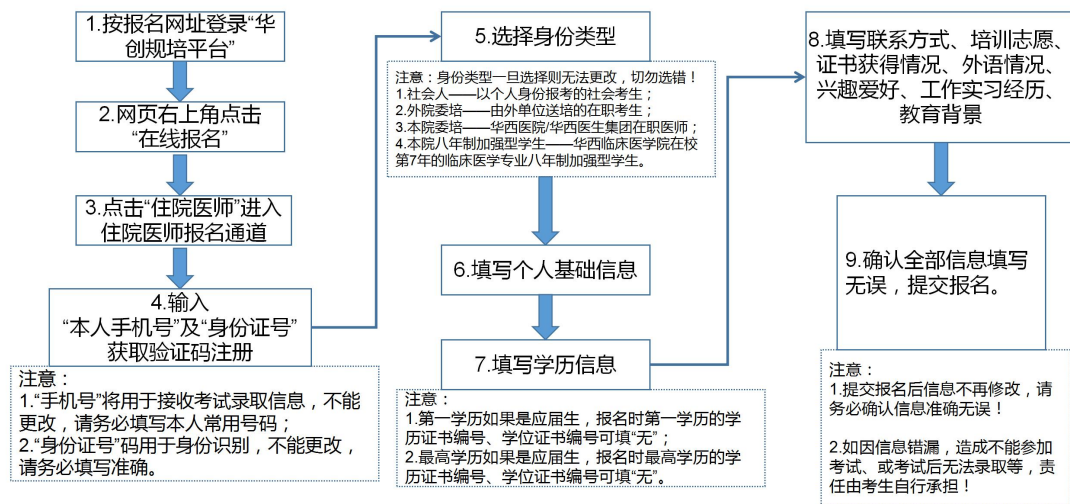 1.按报名网址登录“华
创规培平台”
2.网页右上角点击
“在线报名”
3.点击“住院医师”进入
住院医师报名通道
4.输入
“本人手机号”及“身份证号”
获取验证码注册
注意：
1.“手机号”将用于接收考试录取信息，不能
更改，请务必填写本人常用号码；
2.“身份证号”码用于身份识别，不能更改，
请务必填写准确。
5.选择身份类型
注意：身份类型一旦选择则无法更改，切勿选错！
1.社会人——以个人身份报考的社会考生；
2.外院委培——由外单位送培的在职考生；
3.本院委培——华西医院/华西医生集团在职医师；
4.本院八年制加强型学生——华西临床医学院在校
第7年的临床医学专业八年制加强型学生。
6.填写个人基础信息
7.填写学历信息
注意：
1.第一学历如果是应届生，报名时第一学历的学
历证书编号、学位证书编号可填“无”；
2.最高学历如果是应届生，报名时最高学历的学
历证书编号、学位证书编号可填“无”。
8.填写联系方式、培训志愿、
证书获得情况、外语情况、
兴趣爱好、工作实习经历、
教育背景
9.确认全部信息填写
无误，提交报名。
注意：
1.提交报名后信息不再修改，请
务必确认信息准确无误！
2.如因信息错漏，造成不能参加
考试、或考试后无法录取等，责
任由考生自行承担！